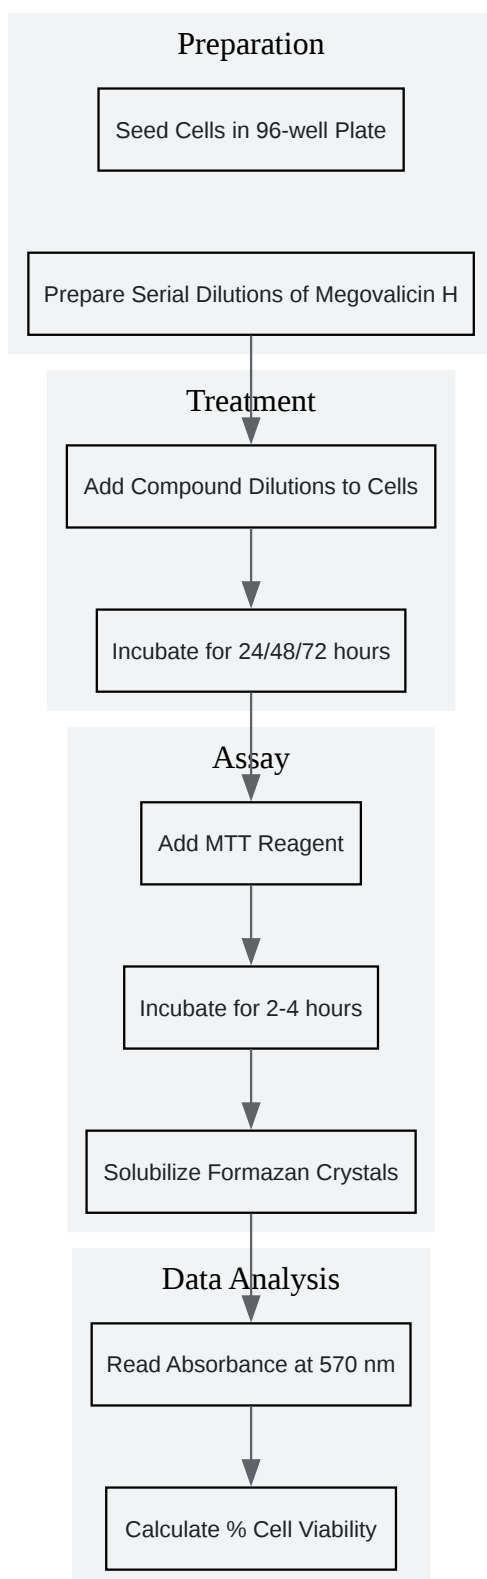 Preparation
Seed Cells in 96-well Plate
Prepare Serial Dilutions of Megovalicin H
Treatment
Add Compound Dilutions to Cells
Incubate for 24/48/72 hours
Assay
Add MTT Reagent
Incubate for 2-4 hours
Solubilize Formazan Crystals
Data Analysis
Read Absorbance at 570 nm
Calculate % Cell Viability